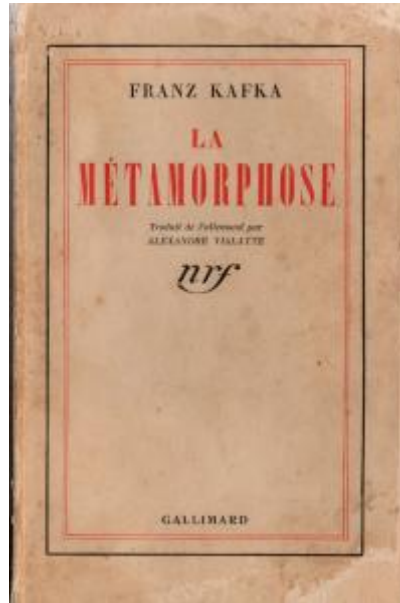 FRANZ KAFKA
LA
MÉTAMORPHOSE
Traduit de l'allemand par
ALEXANDRE VIALATTE
nrf
GALLIMARD